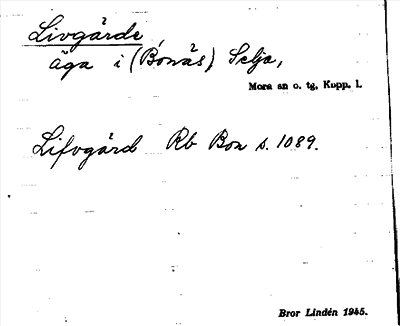 Livgårde,
äga i (Bonäs) Selja,
Mora sn o. tg, Kopp. l.
Lifvgård Rb Bon s. 1089.
Bror Lindén 1945.